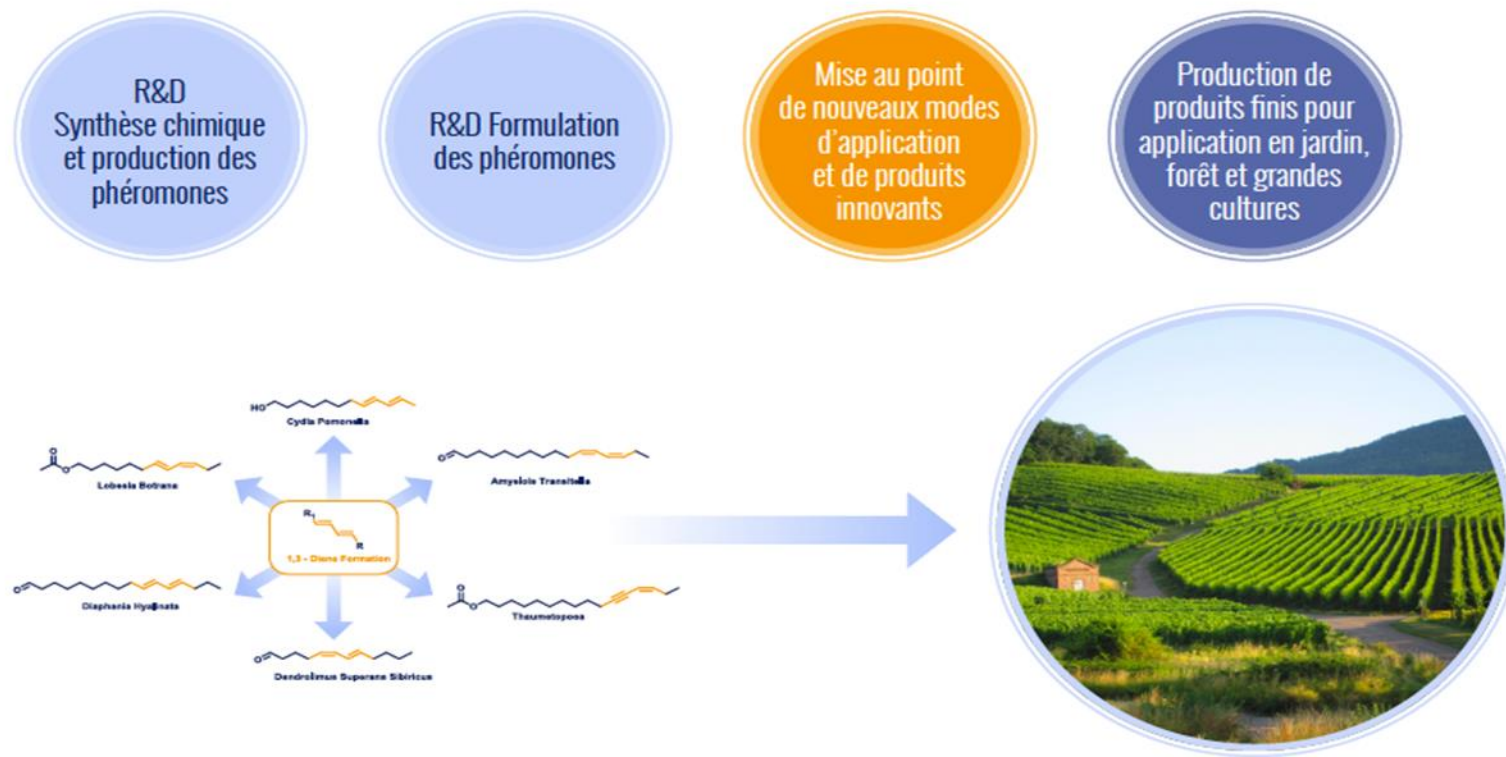 R&D
Synthèse chimique
et production des
phéromones
R&D Formulation
des phéromones
Mise au point
de nouveaux modes
d'application
et de produits
innovants
Production de
produits finis pour
application en jardin,
forêt et grandes
cultures
HO
Cydia Pomonella
O
O
Lobesia Botrana
O
Amyelois Transitella
R₁
R
1,3 - Diene Formation
O
Diaphania Hyalinata
O
O
Thaumetopoea
O
Dendrolimus Superans Sibiricus